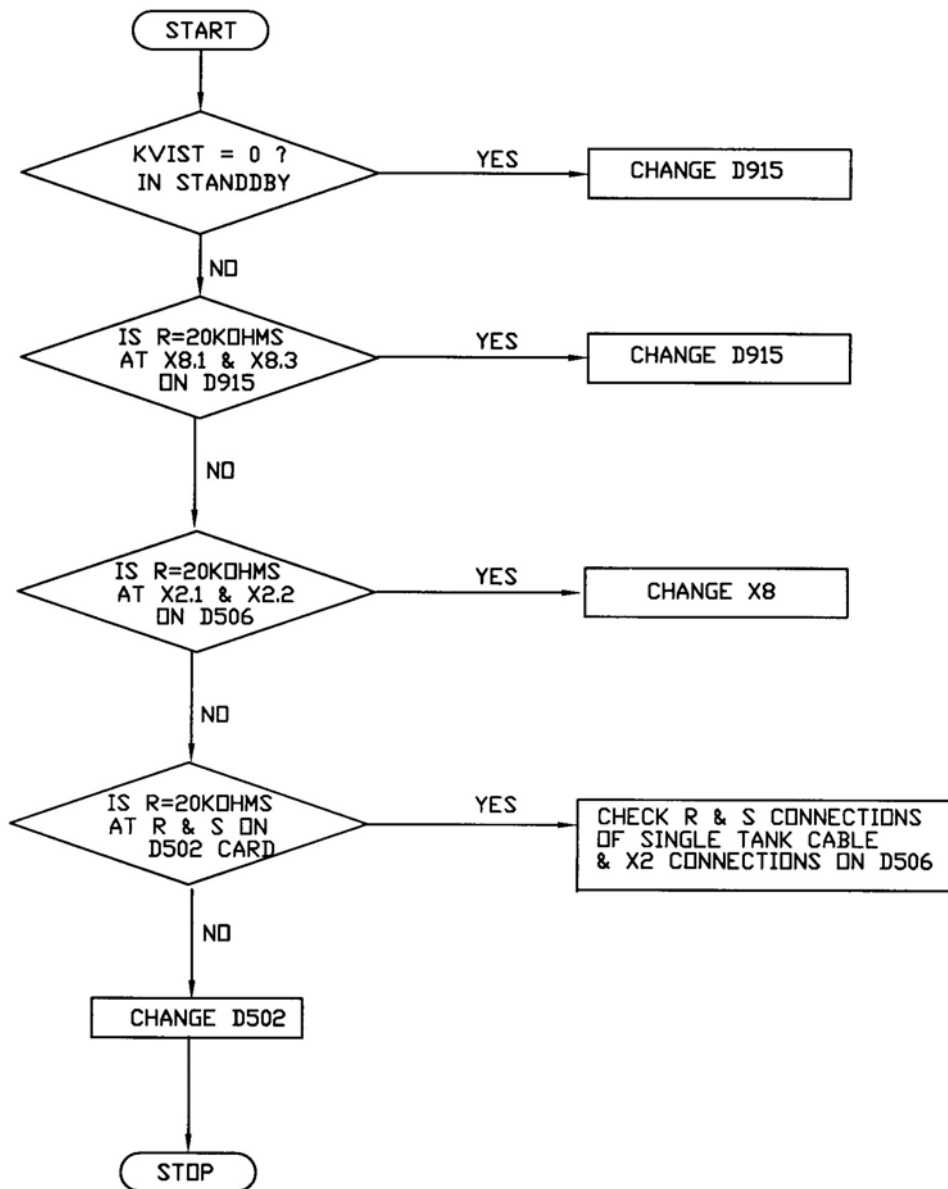 START
KVIST = 0 ?
IN STANDDBY
YES
CHANGE D915
NO
IS R=20KOHMS
AT X8.1 & X8.3
ON D915
YES
CHANGE D915
NO
IS R=20KOHMS
AT X2.1 & X2.2
ON D506
YES
CHANGE X8
NO
IS R=20KOHMS
AT R & S ON
D502 CARD
YES
CHECK R & S CONNECTIONS
OF SINGLE TANK CABLE
& X2 CONNECTIONS ON D506
NO
CHANGE D502
STOP